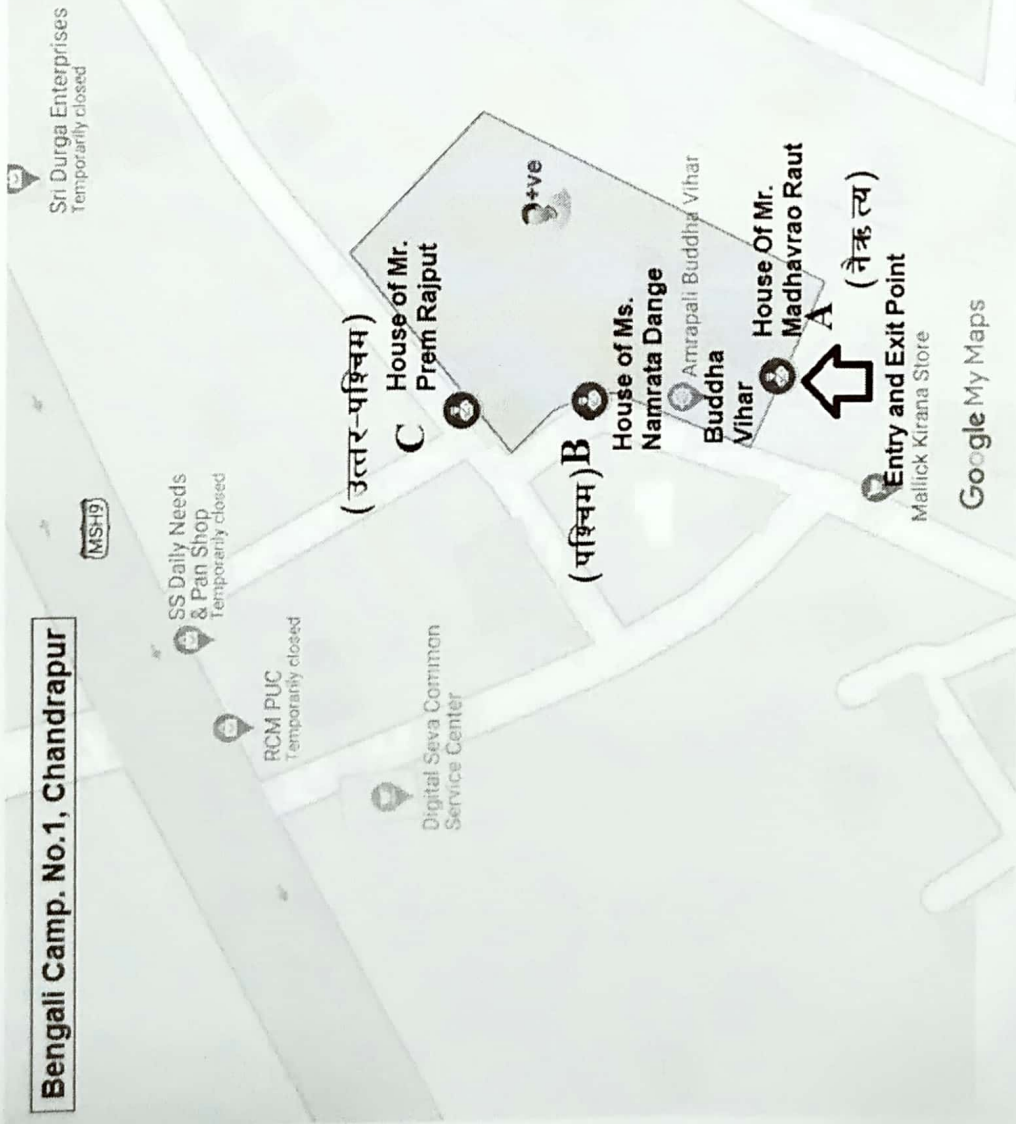 Bengali Camp. No.1, Chandrapur
MSH9
Sri Durga Enterprises
Temporarily closed
SS Daily Needs
& Pan Shop
Temporarily closed
RCM PUC
Temporarily closed
Digital Seva Common
Service Center
(उत्तर-पश्चिम)
C
House of Mr.
Prem Rajput
+ve
(पश्चिम)
B
House of Ms.
Namrata Dange
Amrapali Buddha Vihar
Buddha
Vihar
House Of Mr.
Madhavrao Raut
A
(नैऋत्य)
Entry and Exit Point
Mallick Kirana Store
Google My Maps